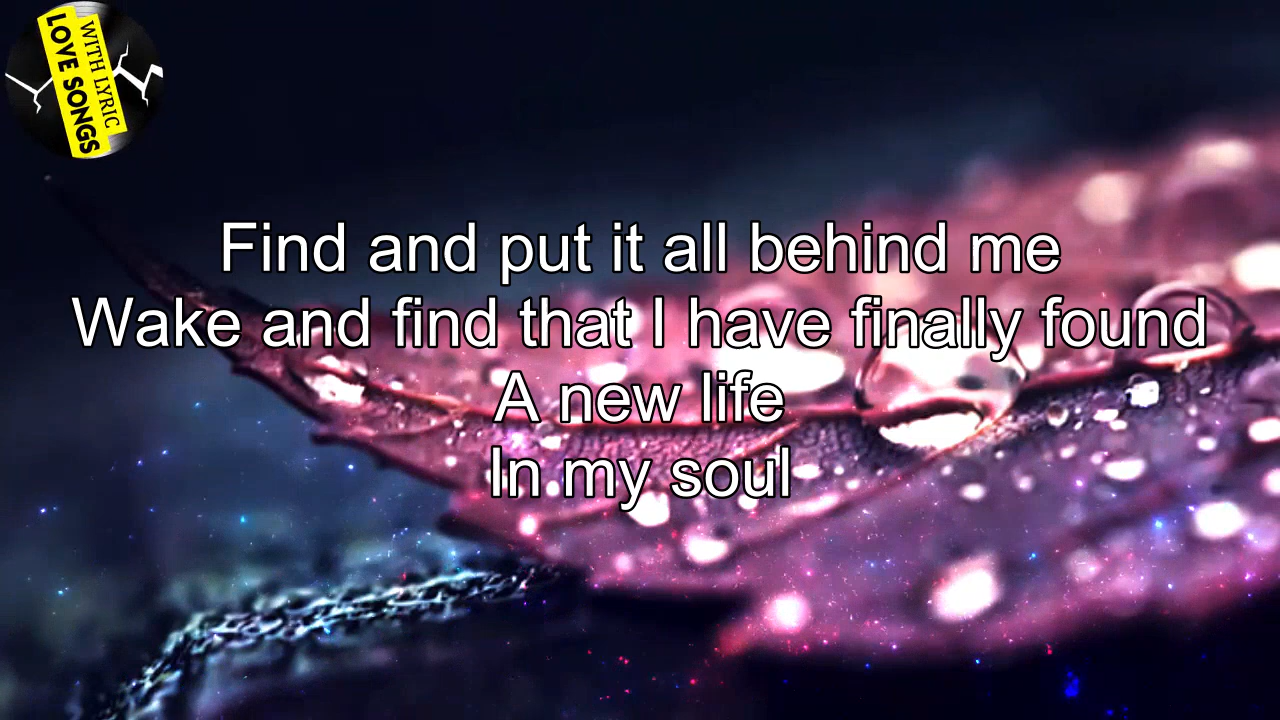 WITH LYRIC
LOVE SONGS
Find and put it all behind me
Wake and find that I have finally found
A new life
In my soul